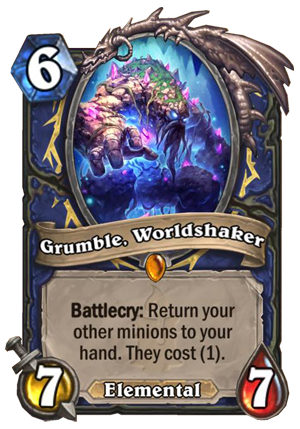 6
Grumble, Worldshaker
Battlecry: Return your
other minions to your
hand. They cost (1).
7
Elemental
7